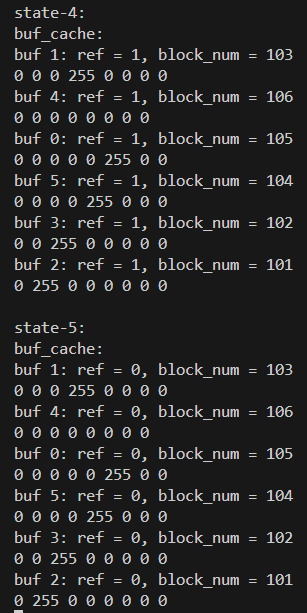 state-4:
buf_cache:
buf 1: ref = 1, block_num = 103
0 0 0 255 0 0 0 0
buf 4: ref = 1, block_num = 106
0 0 0 0 0 0 0 0
buf 0: ref = 1, block_num = 105
0 0 0 0 0 255 0 0
buf 5: ref = 1, block_num = 104
0 0 0 0 255 0 0 0
buf 3: ref = 1, block_num = 102
0 0 255 0 0 0 0 0
buf 2: ref = 1, block_num = 101
0 255 0 0 0 0 0 0

state-5:
buf_cache:
buf 1: ref = 0, block_num = 103
0 0 0 255 0 0 0 0
buf 4: ref = 0, block_num = 106
0 0 0 0 0 0 0 0
buf 0: ref = 0, block_num = 105
0 0 0 0 0 255 0 0
buf 5: ref = 0, block_num = 104
0 0 0 0 255 0 0 0
buf 3: ref = 0, block_num = 102
0 0 255 0 0 0 0 0
buf 2: ref = 0, block_num = 101
0 255 0 0 0 0 0 0